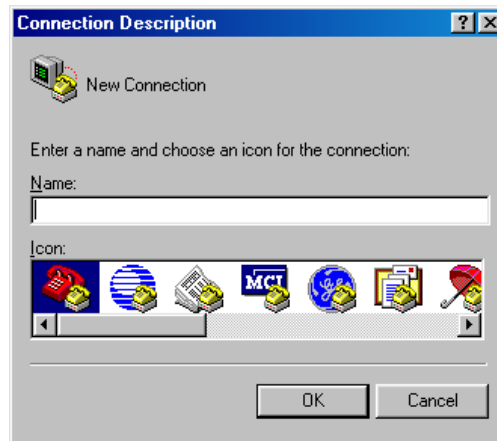 Connection Description
New Connection
Enter a name and choose an icon for the connection:
Name:
Icon:
MCI
OK
Cancel